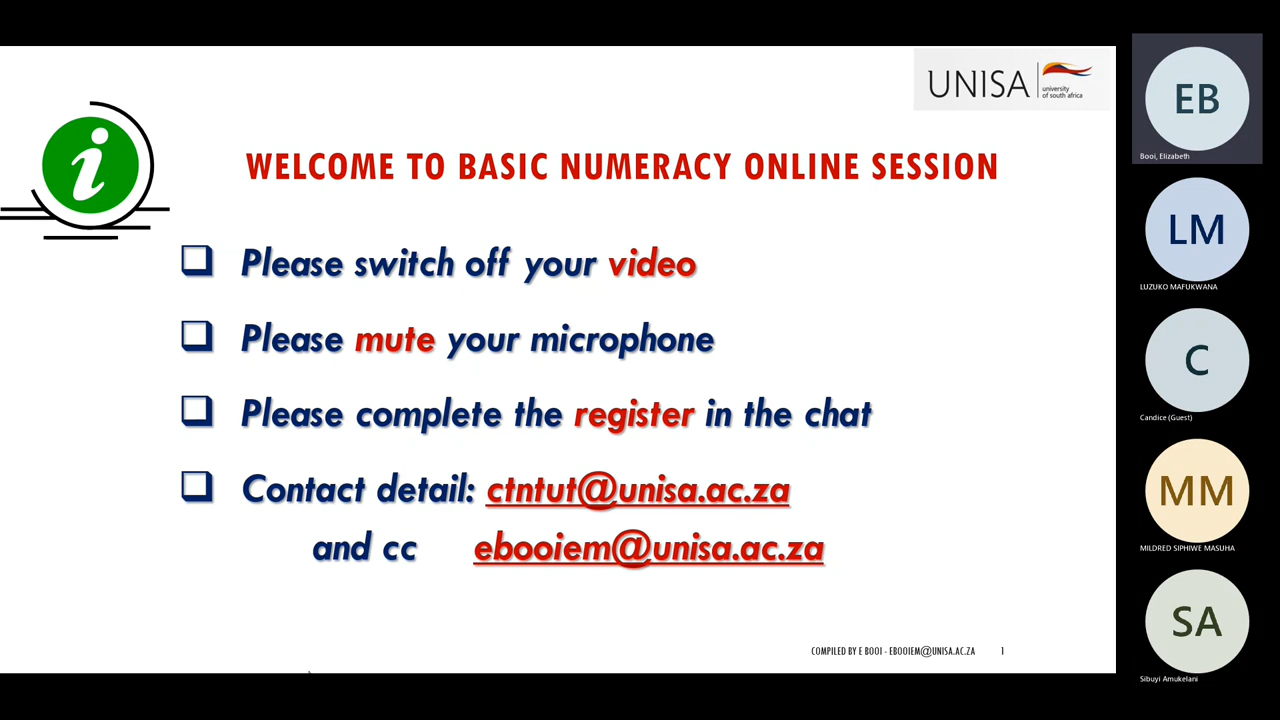 UNISA
university
of south africa
i
WELCOME TO BASIC NUMERACY ONLINE SESSION
Please switch off your video
Please mute your microphone
Please complete the register in the chat
Contact detail: ctntut@unisa.ac.za
and cc ebooiem@unisa.ac.za
COMPILED BY E BOOI - EBOOIEM@UNISA.AC.ZA 1
EB
Booi, Elizabeth
LM
LUZUKO MAFUKWANA
C
Candice (Guest)
MM
MILDRED SIPHIWE MASUHA
SA
Sibuyi Amukelani